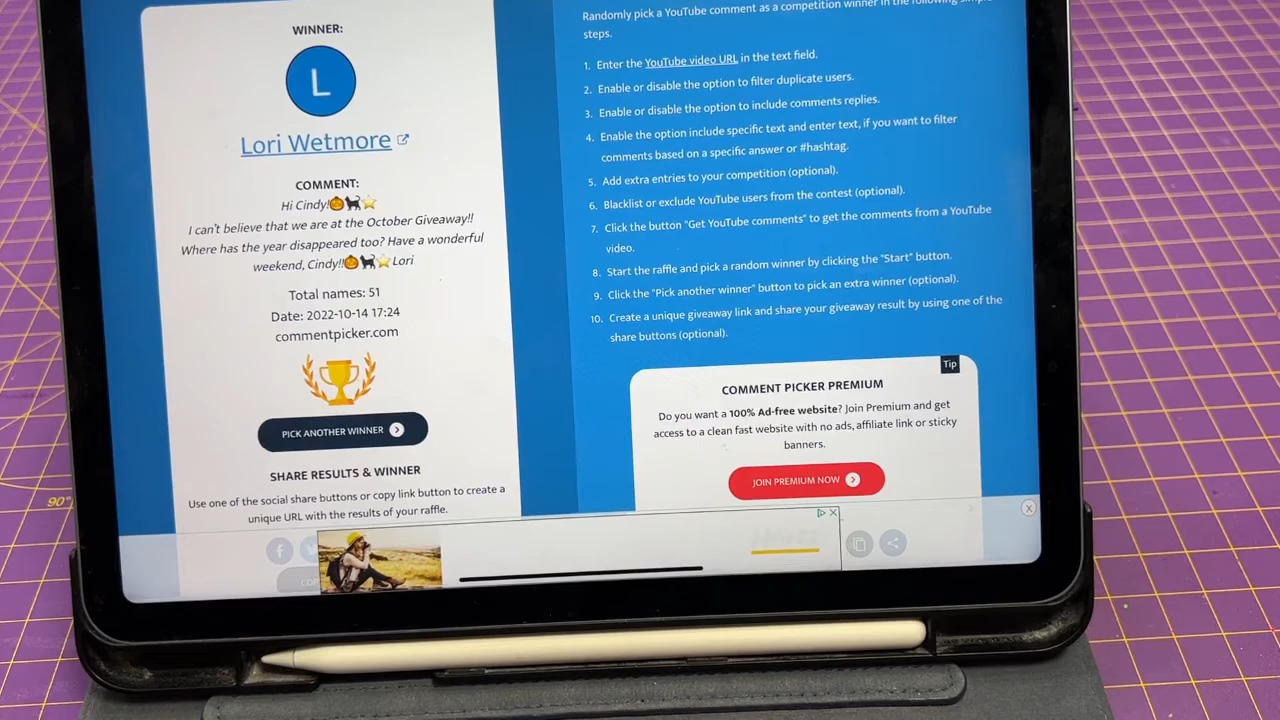 WINNER:
L
Lori Wetmore
COMMENT:
Hi Cindy!🎃🐈‍⬛⭐
I can't believe that we are at the October Giveaway!!
Where has the year disappeared too? Have a wonderful
weekend, Cindy!!🎃🐈‍⬛⭐Lori
Total names: 51
Date: 2022-10-14 17:24
commentpicker.com
PICK ANOTHER WINNER
SHARE RESULTS & WINNER
Use one of the social share buttons or copy link button to create a
unique URL with the results of your raffle.
Randomly pick a YouTube comment as a competition winner in the following simple
steps.
1. Enter the YouTube video URL in the text field.
2. Enable or disable the option to filter duplicate users.
3. Enable or disable the option to include comments replies.
4. Enable the option include specific text and enter text, if you want to filter
comments based on a specific answer or #hashtag.
5. Add extra entries to your competition (optional).
6. Blacklist or exclude YouTube users from the contest (optional).
7. Click the button "Get YouTube comments" to get the comments from a YouTube
video.
8. Start the raffle and pick a random winner by clicking the "Start" button.
9. Click the "Pick another winner" button to pick an extra winner (optional).
10. Create a unique giveaway link and share your giveaway result by using one of the
share buttons (optional).
Tip
COMMENT PICKER PREMIUM
Do you want a 100% Ad-free website? Join Premium and get
access to a clean fast website with no ads, affiliate link or sticky
banners.
JOIN PREMIUM NOW
90°